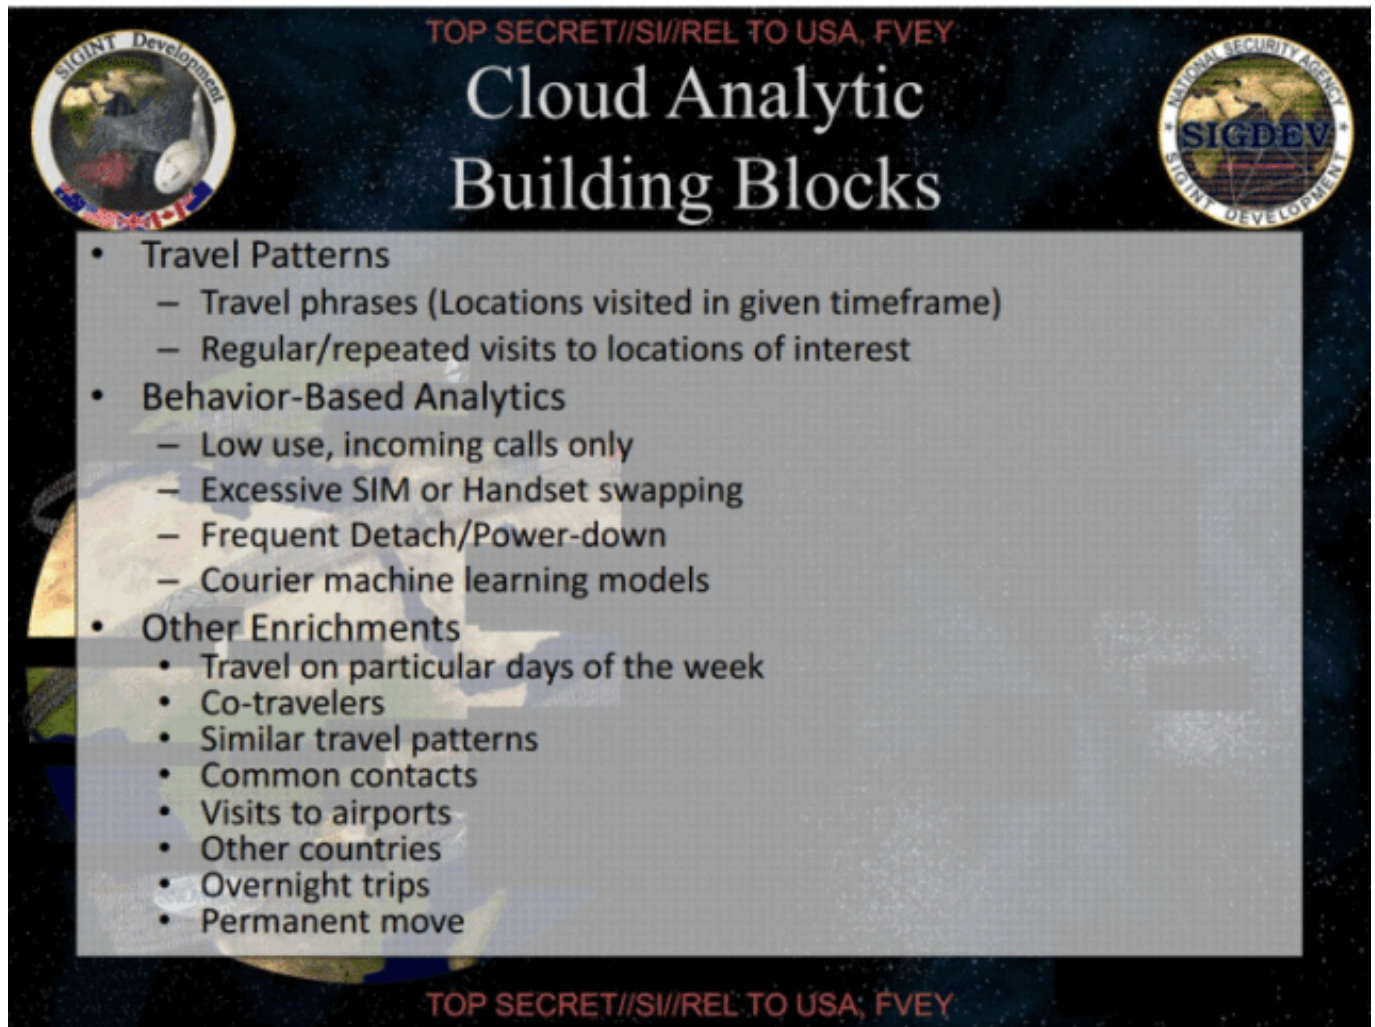 TOP SECRET//SI//REL TO USA, FVEY
SIGINT Development
Cloud Analytic
Building Blocks
NATIONAL SECURITY AGENCY
SIGDEV
SIGINT DEVELOPMENT
• Travel Patterns
– Travel phrases (Locations visited in given timeframe)
– Regular/repeated visits to locations of interest
• Behavior-Based Analytics
– Low use, incoming calls only
– Excessive SIM or Handset swapping
– Frequent Detach/Power-down
– Courier machine learning models
• Other Enrichments
• Travel on particular days of the week
• Co-travelers
• Similar travel patterns
• Common contacts
• Visits to airports
• Other countries
• Overnight trips
• Permanent move
TOP SECRET//SI//REL TO USA, FVEY